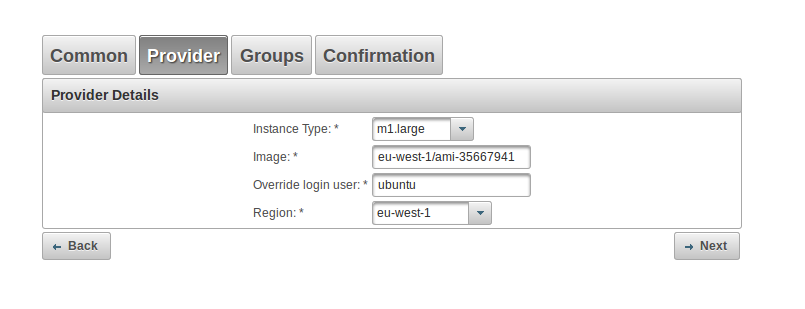 Common Provider Groups Confirmation
Provider Details
Instance Type: * m1.large
Image: * eu-west-1/ami-35667941
Override login user: * ubuntu
Region: * eu-west-1
Back Next